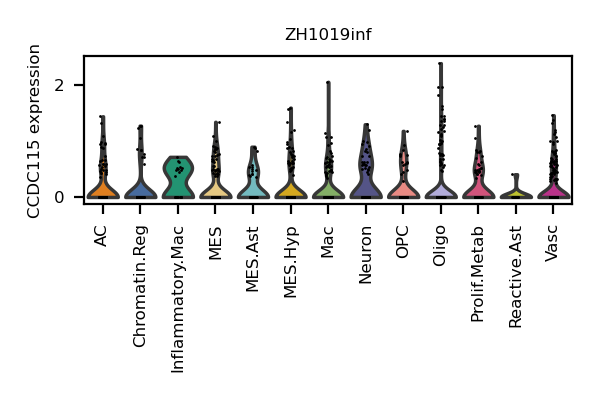 ZH1019inf
CCDC115 expression
2
0
AC
Chromatin.Reg
Inflammatory.Mac
MES
MES.Ast
MES.Hyp
Mac
Neuron
OPC
Oligo
Prolif.Metab
Reactive.Ast
Vasc